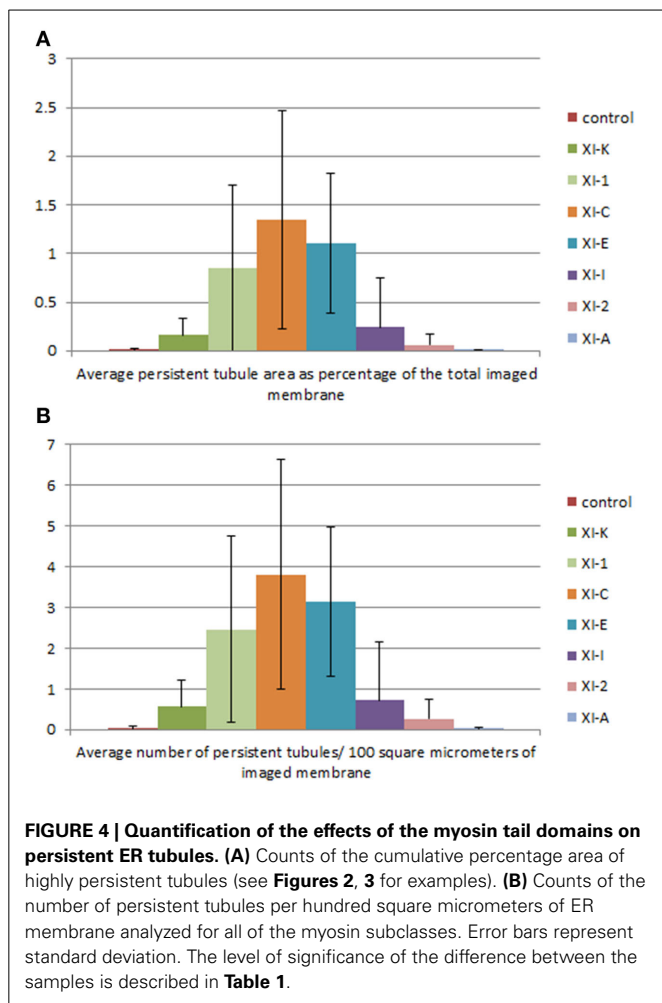 A
3
2.5
2
1.5
1
0.5
0
control
XI-K
XI-1
XI-C
XI-E
XI-I
XI-2
XI-A
Average persistent tubule area as percentage of the total imaged
membrane
B
7
6
5
4
3
2
1
0
control
XI-K
XI-1
XI-C
XI-E
XI-I
XI-2
XI-A
Average number of persistent tubules/ 100 square micrometers of
imaged membrane
FIGURE 4 | Quantification of the effects of the myosin tail domains on
persistent ER tubules. (A) Counts of the cumulative percentage area of
highly persistent tubules (see Figures 2, 3 for examples). (B) Counts of the
number of persistent tubules per hundred square micrometers of ER
membrane analyzed for all of the myosin subclasses. Error bars represent
standard deviation. The level of significance of the difference between the
samples is described in Table 1.